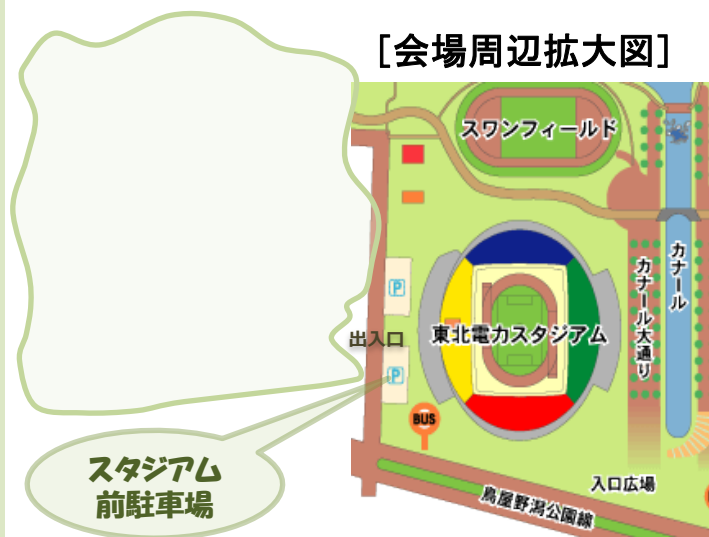 ［会場周辺拡大図］
スワンフィールド
カナール
カナール大通り
P
出入口
東北電力スタジアム
P
BUS
スタジアム
前駐車場
入口広場
鳥屋野潟公園線